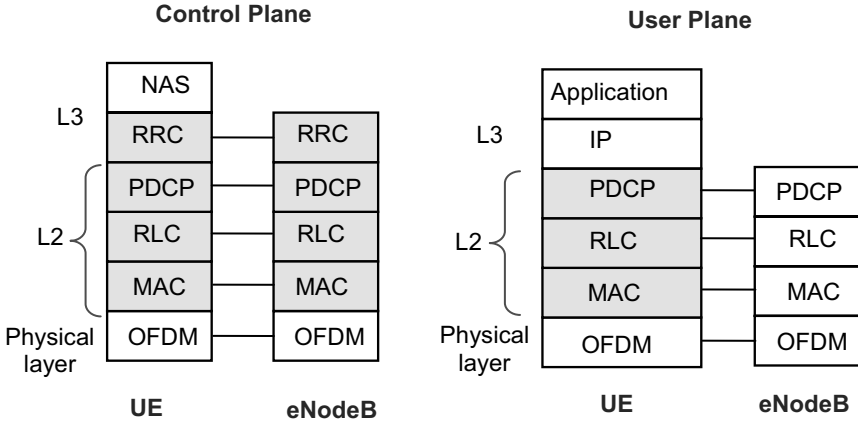 Control Plane
NAS
L3
RRC
RRC
PDCP
PDCP
L2
RLC
RLC
MAC
MAC
Physical
layer
OFDM
OFDM
UE
eNodeB
User Plane
Application
L3
IP
PDCP
PDCP
L2
RLC
RLC
MAC
MAC
Physical
layer
OFDM
OFDM
UE
eNodeB